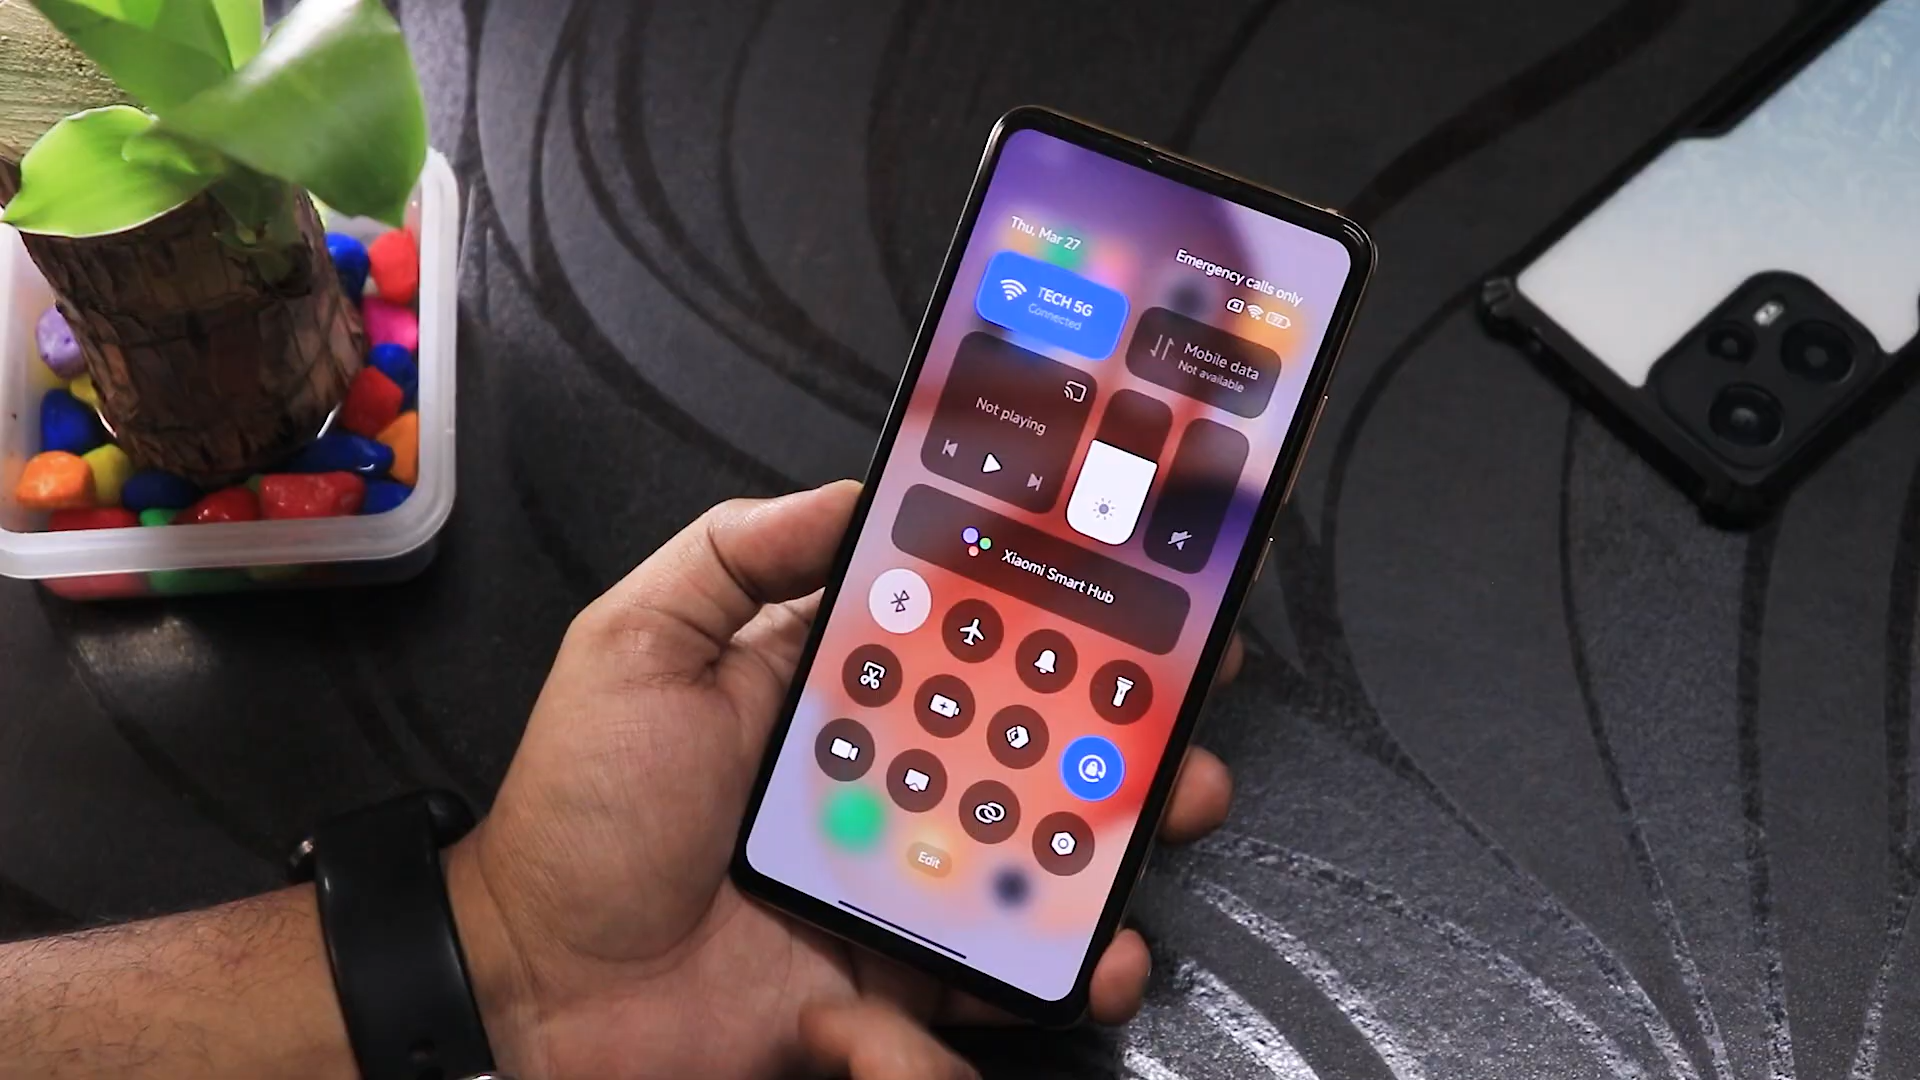 Thu, Mar 27
Emergency calls only
TECH 5G
Connected
Mobile data
Not available
Not playing
Xiaomi Smart Hub
Edit